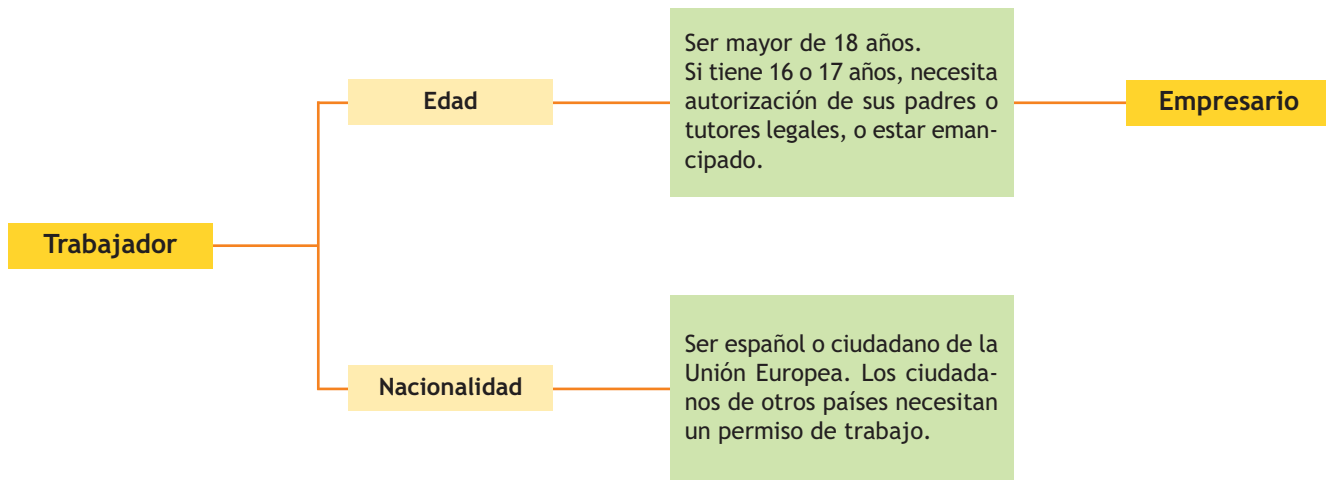 Trabajador
Edad
Ser mayor de 18 años.
Si tiene 16 o 17 años, necesita
autorización de sus padres o
tutores legales, o estar eman-
cipado.
Empresario
Nacionalidad
Ser español o ciudadano de la
Unión Europea. Los ciudada-
nos de otros países necesitan
un permiso de trabajo.